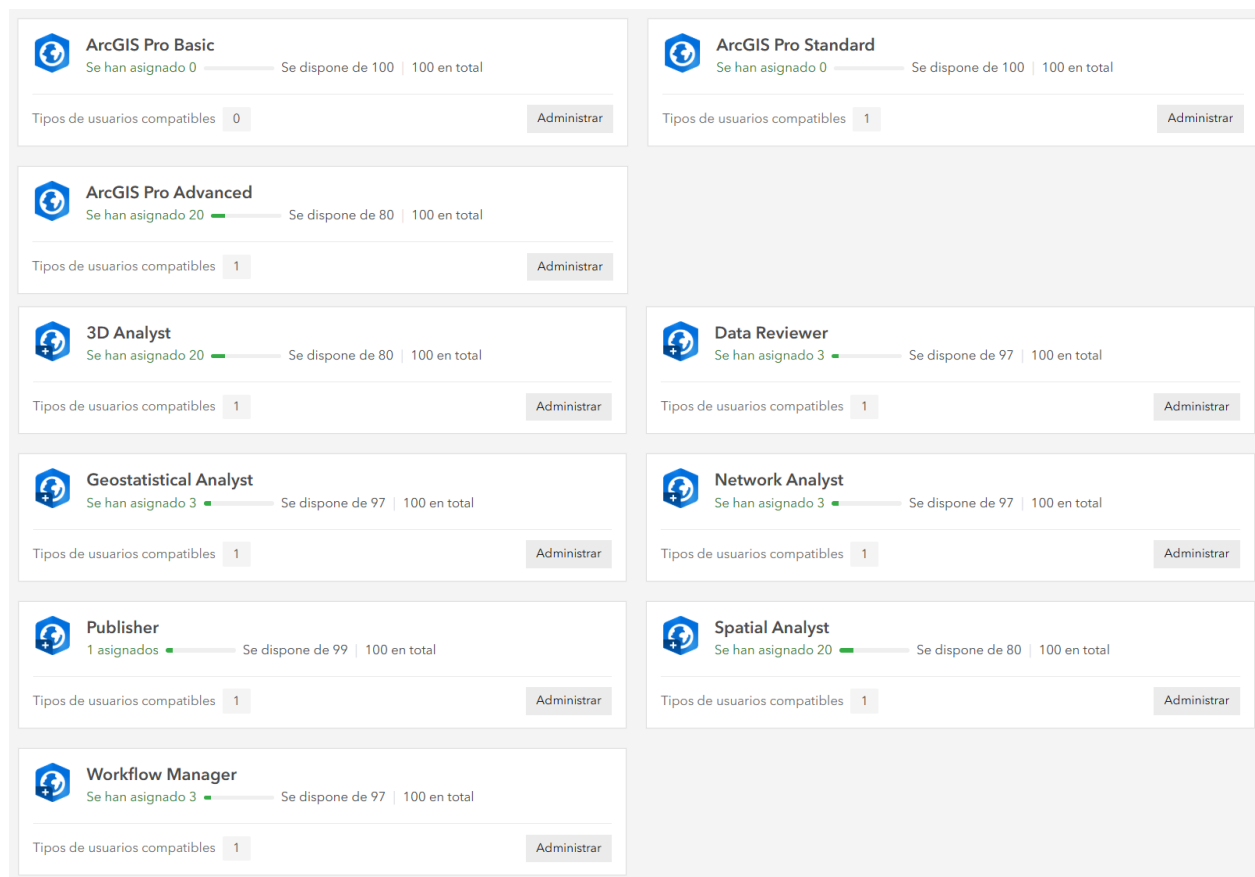 ArcGIS Pro Basic
Se han asignado 0 Se dispone de 100 | 100 en total
Tipos de usuarios compatibles 0 Administrar
ArcGIS Pro Standard
Se han asignado 0 Se dispone de 100 | 100 en total
Tipos de usuarios compatibles 1 Administrar
ArcGIS Pro Advanced
Se han asignado 20 Se dispone de 80 | 100 en total
Tipos de usuarios compatibles 1 Administrar
3D Analyst
Se han asignado 20 Se dispone de 80 | 100 en total
Tipos de usuarios compatibles 1 Administrar
Data Reviewer
Se han asignado 3 Se dispone de 97 | 100 en total
Tipos de usuarios compatibles 1 Administrar
Geostatistical Analyst
Se han asignado 3 Se dispone de 97 | 100 en total
Tipos de usuarios compatibles 1 Administrar
Network Analyst
Se han asignado 3 Se dispone de 97 | 100 en total
Tipos de usuarios compatibles 1 Administrar
Publisher
1 asignados Se dispone de 99 | 100 en total
Tipos de usuarios compatibles 1 Administrar
Spatial Analyst
Se han asignado 20 Se dispone de 80 | 100 en total
Tipos de usuarios compatibles 1 Administrar
Workflow Manager
Se han asignado 3 Se dispone de 97 | 100 en total
Tipos de usuarios compatibles 1 Administrar